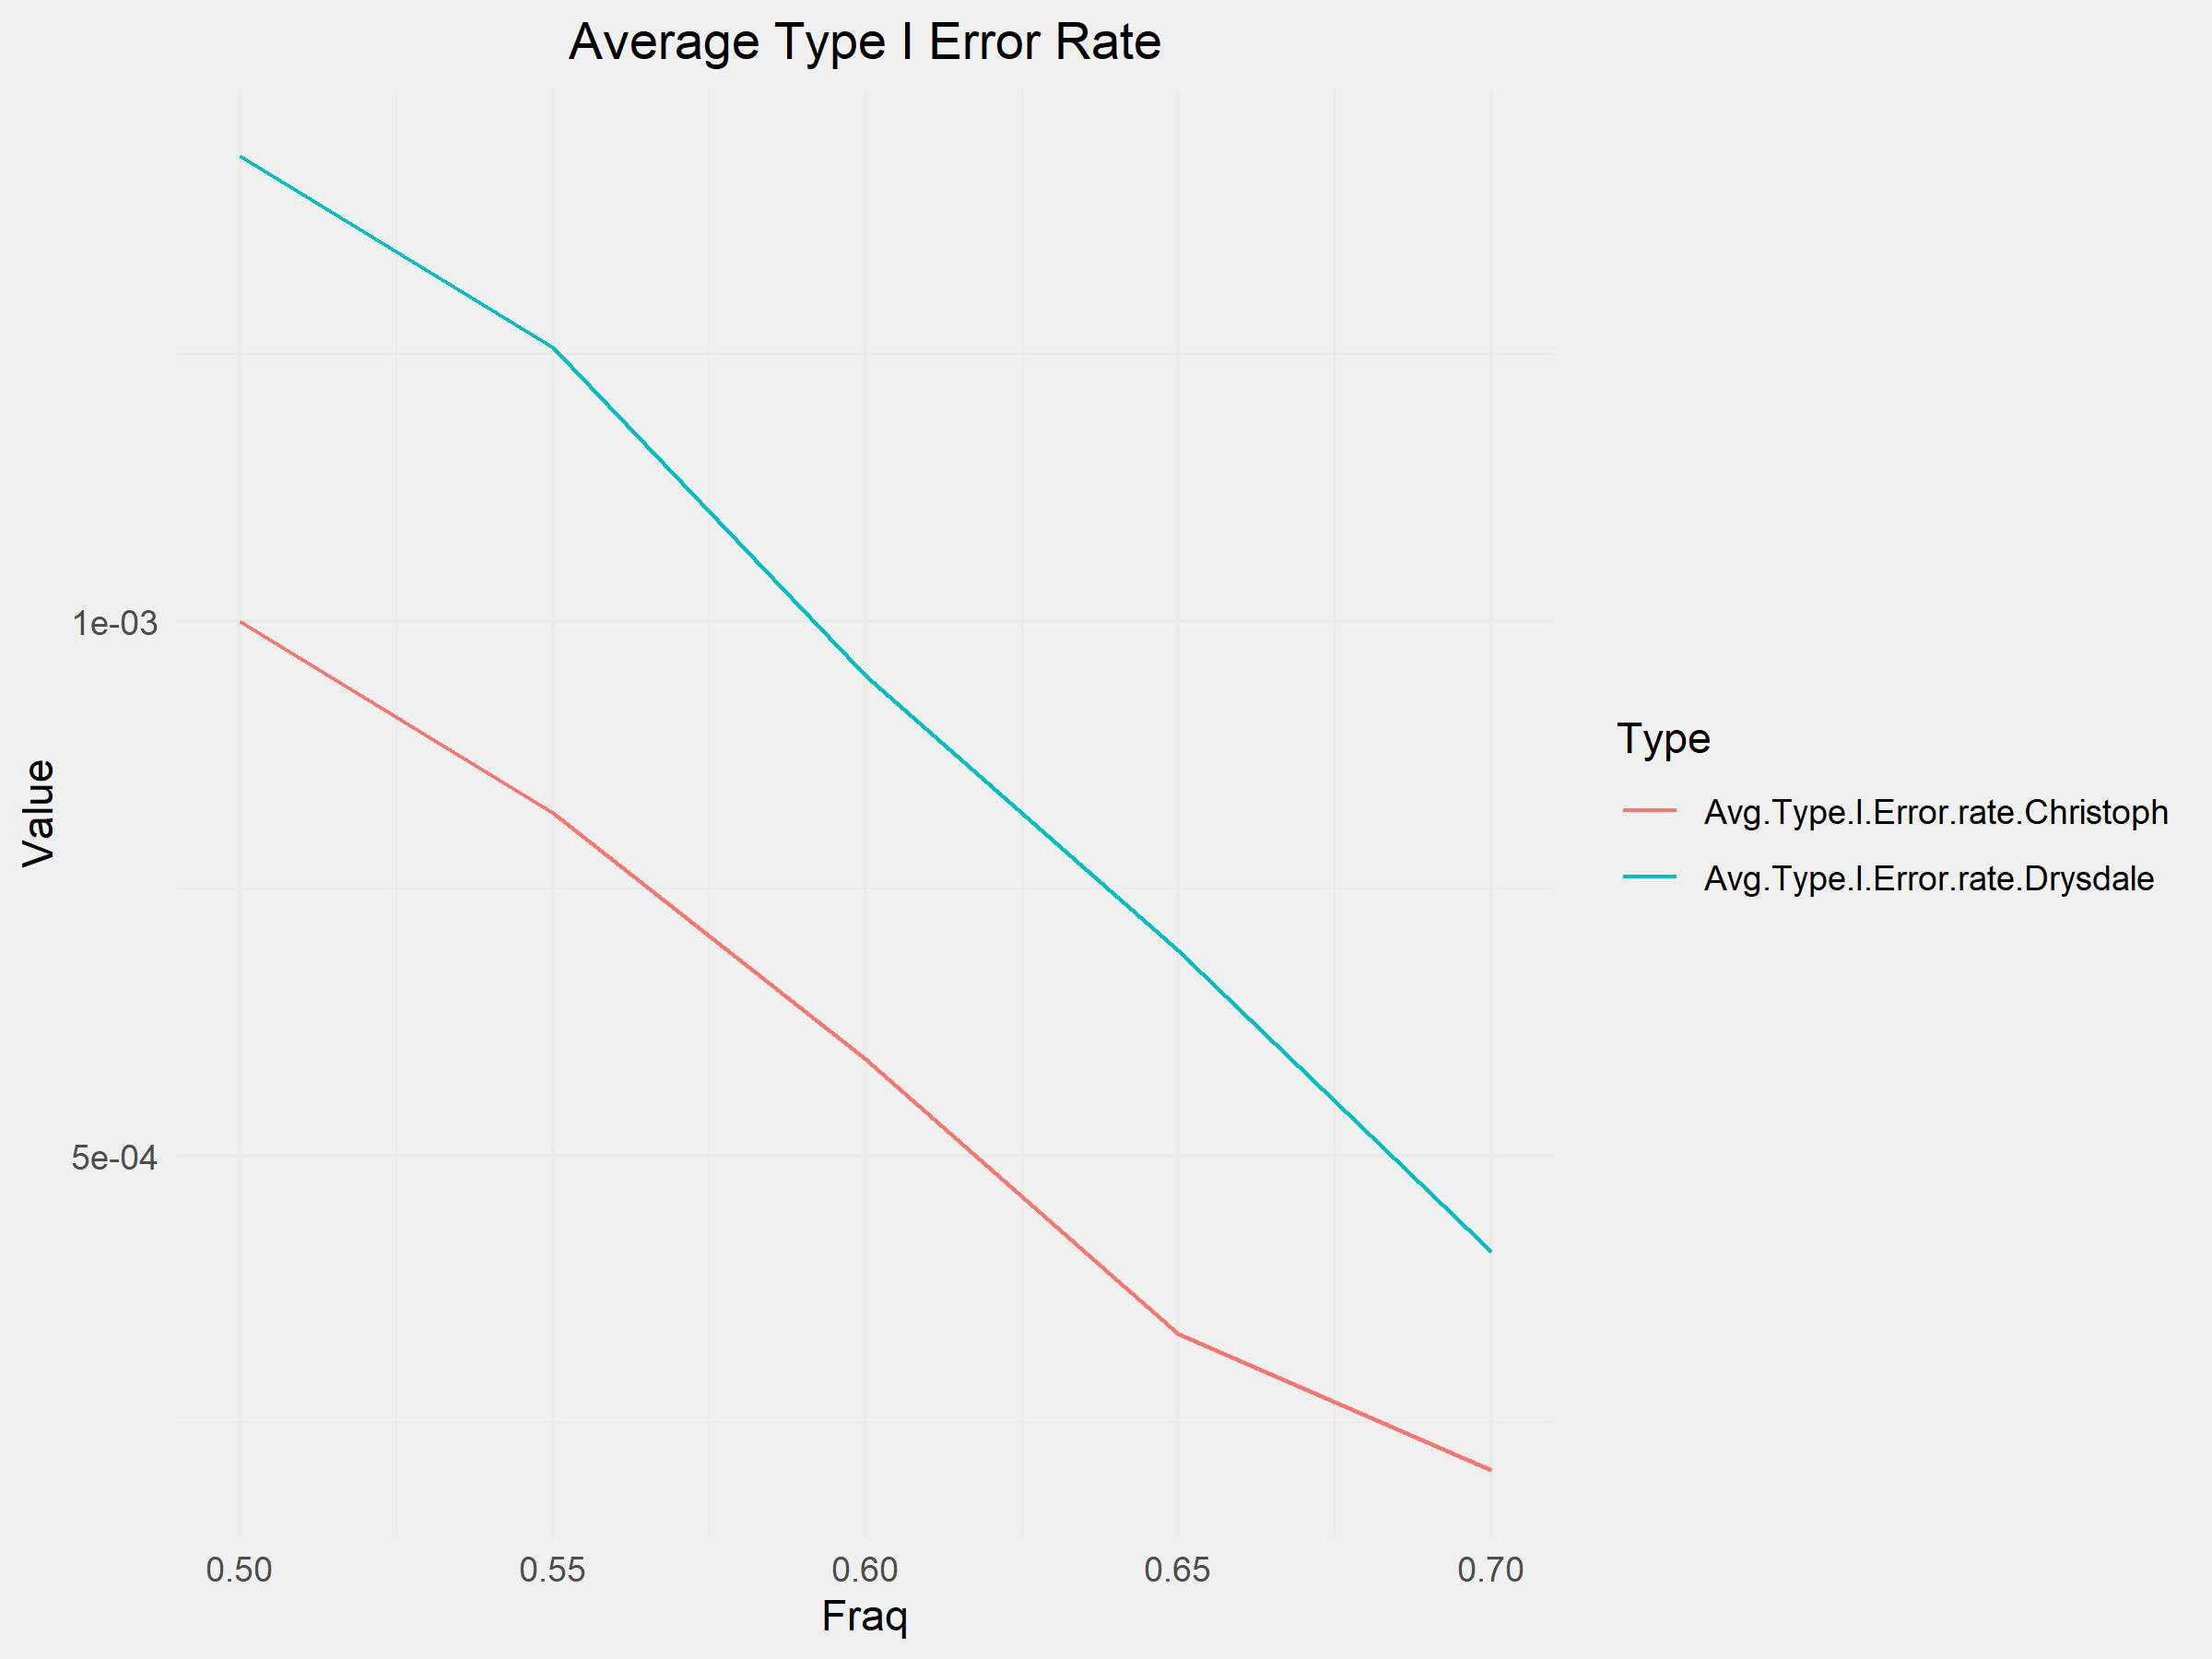 Average Type I Error Rate
Value
1e-03
5e-04
0.50 0.55 0.60 0.65 0.70
Fraq
Type
Avg.Type.I.Error.rate.Christoph
Avg.Type.I.Error.rate.Drysdale